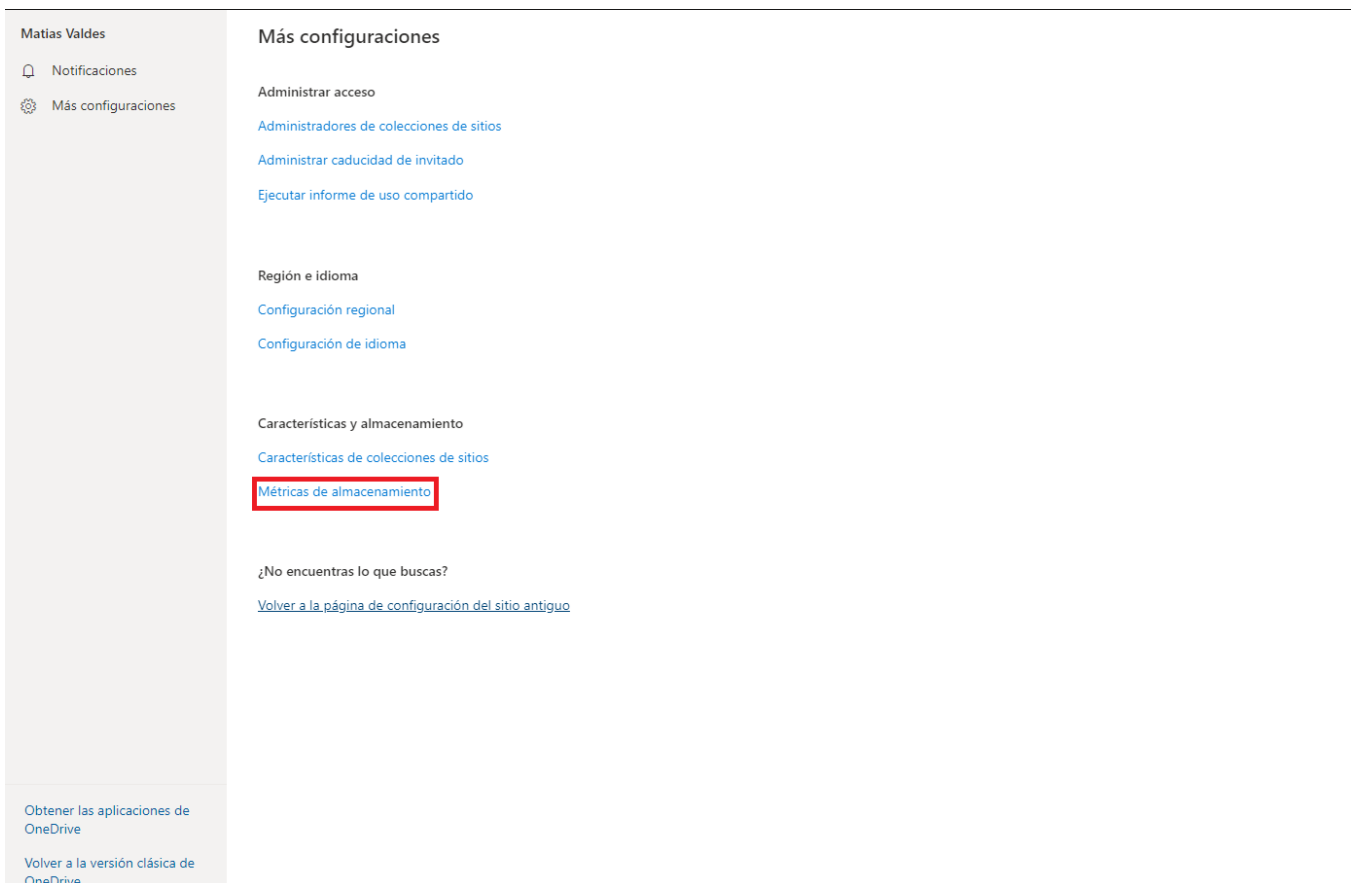 Matias Valdes
Notificaciones
Más configuraciones
Más configuraciones
Administrar acceso
Administradores de colecciones de sitios
Administrar caducidad de invitado
Ejecutar informe de uso compartido
Región e idioma
Configuración regional
Configuración de idioma
Características y almacenamiento
Características de colecciones de sitios
Métricas de almacenamiento
¿No encuentras lo que buscas?
Volver a la página de configuración del sitio antiguo
Obtener las aplicaciones de
OneDrive
Volver a la versión clásica de
OneDrive